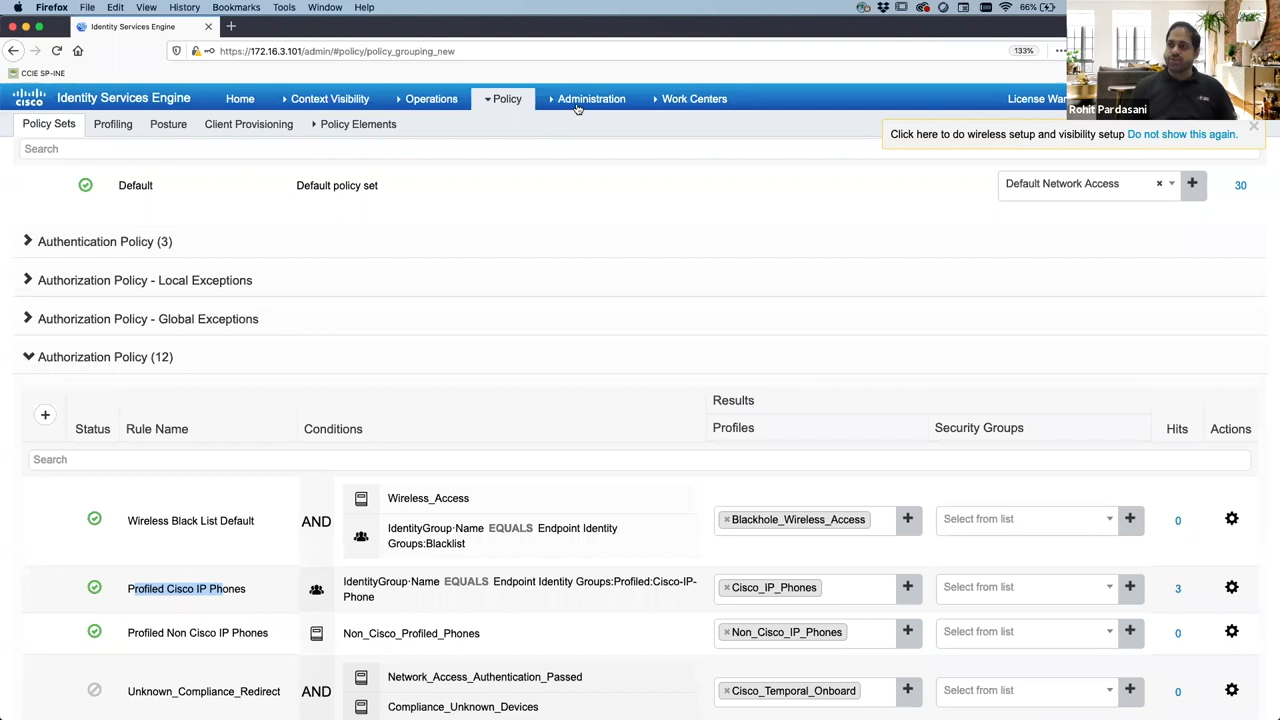 Firefox File Edit View History Bookmarks Tools Window Help 66%
Identity Services Engine
https://172.16.3.101/admin/#policy/policy_grouping_new 133%
CCIE SP-INE
cisco Identity Services Engine Home Context Visibility Operations Policy Administration Work Centers License War
Rohit Pardasani
Policy Sets Profiling Posture Client Provisioning Policy Elements
Click here to do wireless setup and visibility setup Do not show this again.
Search
Default Default policy set Default Network Access × 30
Authentication Policy (3)
Authorization Policy - Local Exceptions
Authorization Policy - Global Exceptions
Authorization Policy (12)
Results
Status Rule Name Conditions Profiles Security Groups Hits Actions
Search
Wireless Black List Default AND Wireless_Access
IdentityGroup·Name EQUALS Endpoint Identity
Groups:Blacklist
×Blackhole_Wireless_Access Select from list 0
Profiled Cisco IP Phones IdentityGroup·Name EQUALS Endpoint Identity Groups:Profiled:Cisco-IP-
Phone
×Cisco_IP_Phones Select from list 3
Profiled Non Cisco IP Phones Non_Cisco_Profiled_Phones ×Non_Cisco_IP_Phones Select from list 0
Unknown_Compliance_Redirect AND Network_Access_Authentication_Passed
Compliance_Unknown_Devices
×Cisco_Temporal_Onboard Select from list 0